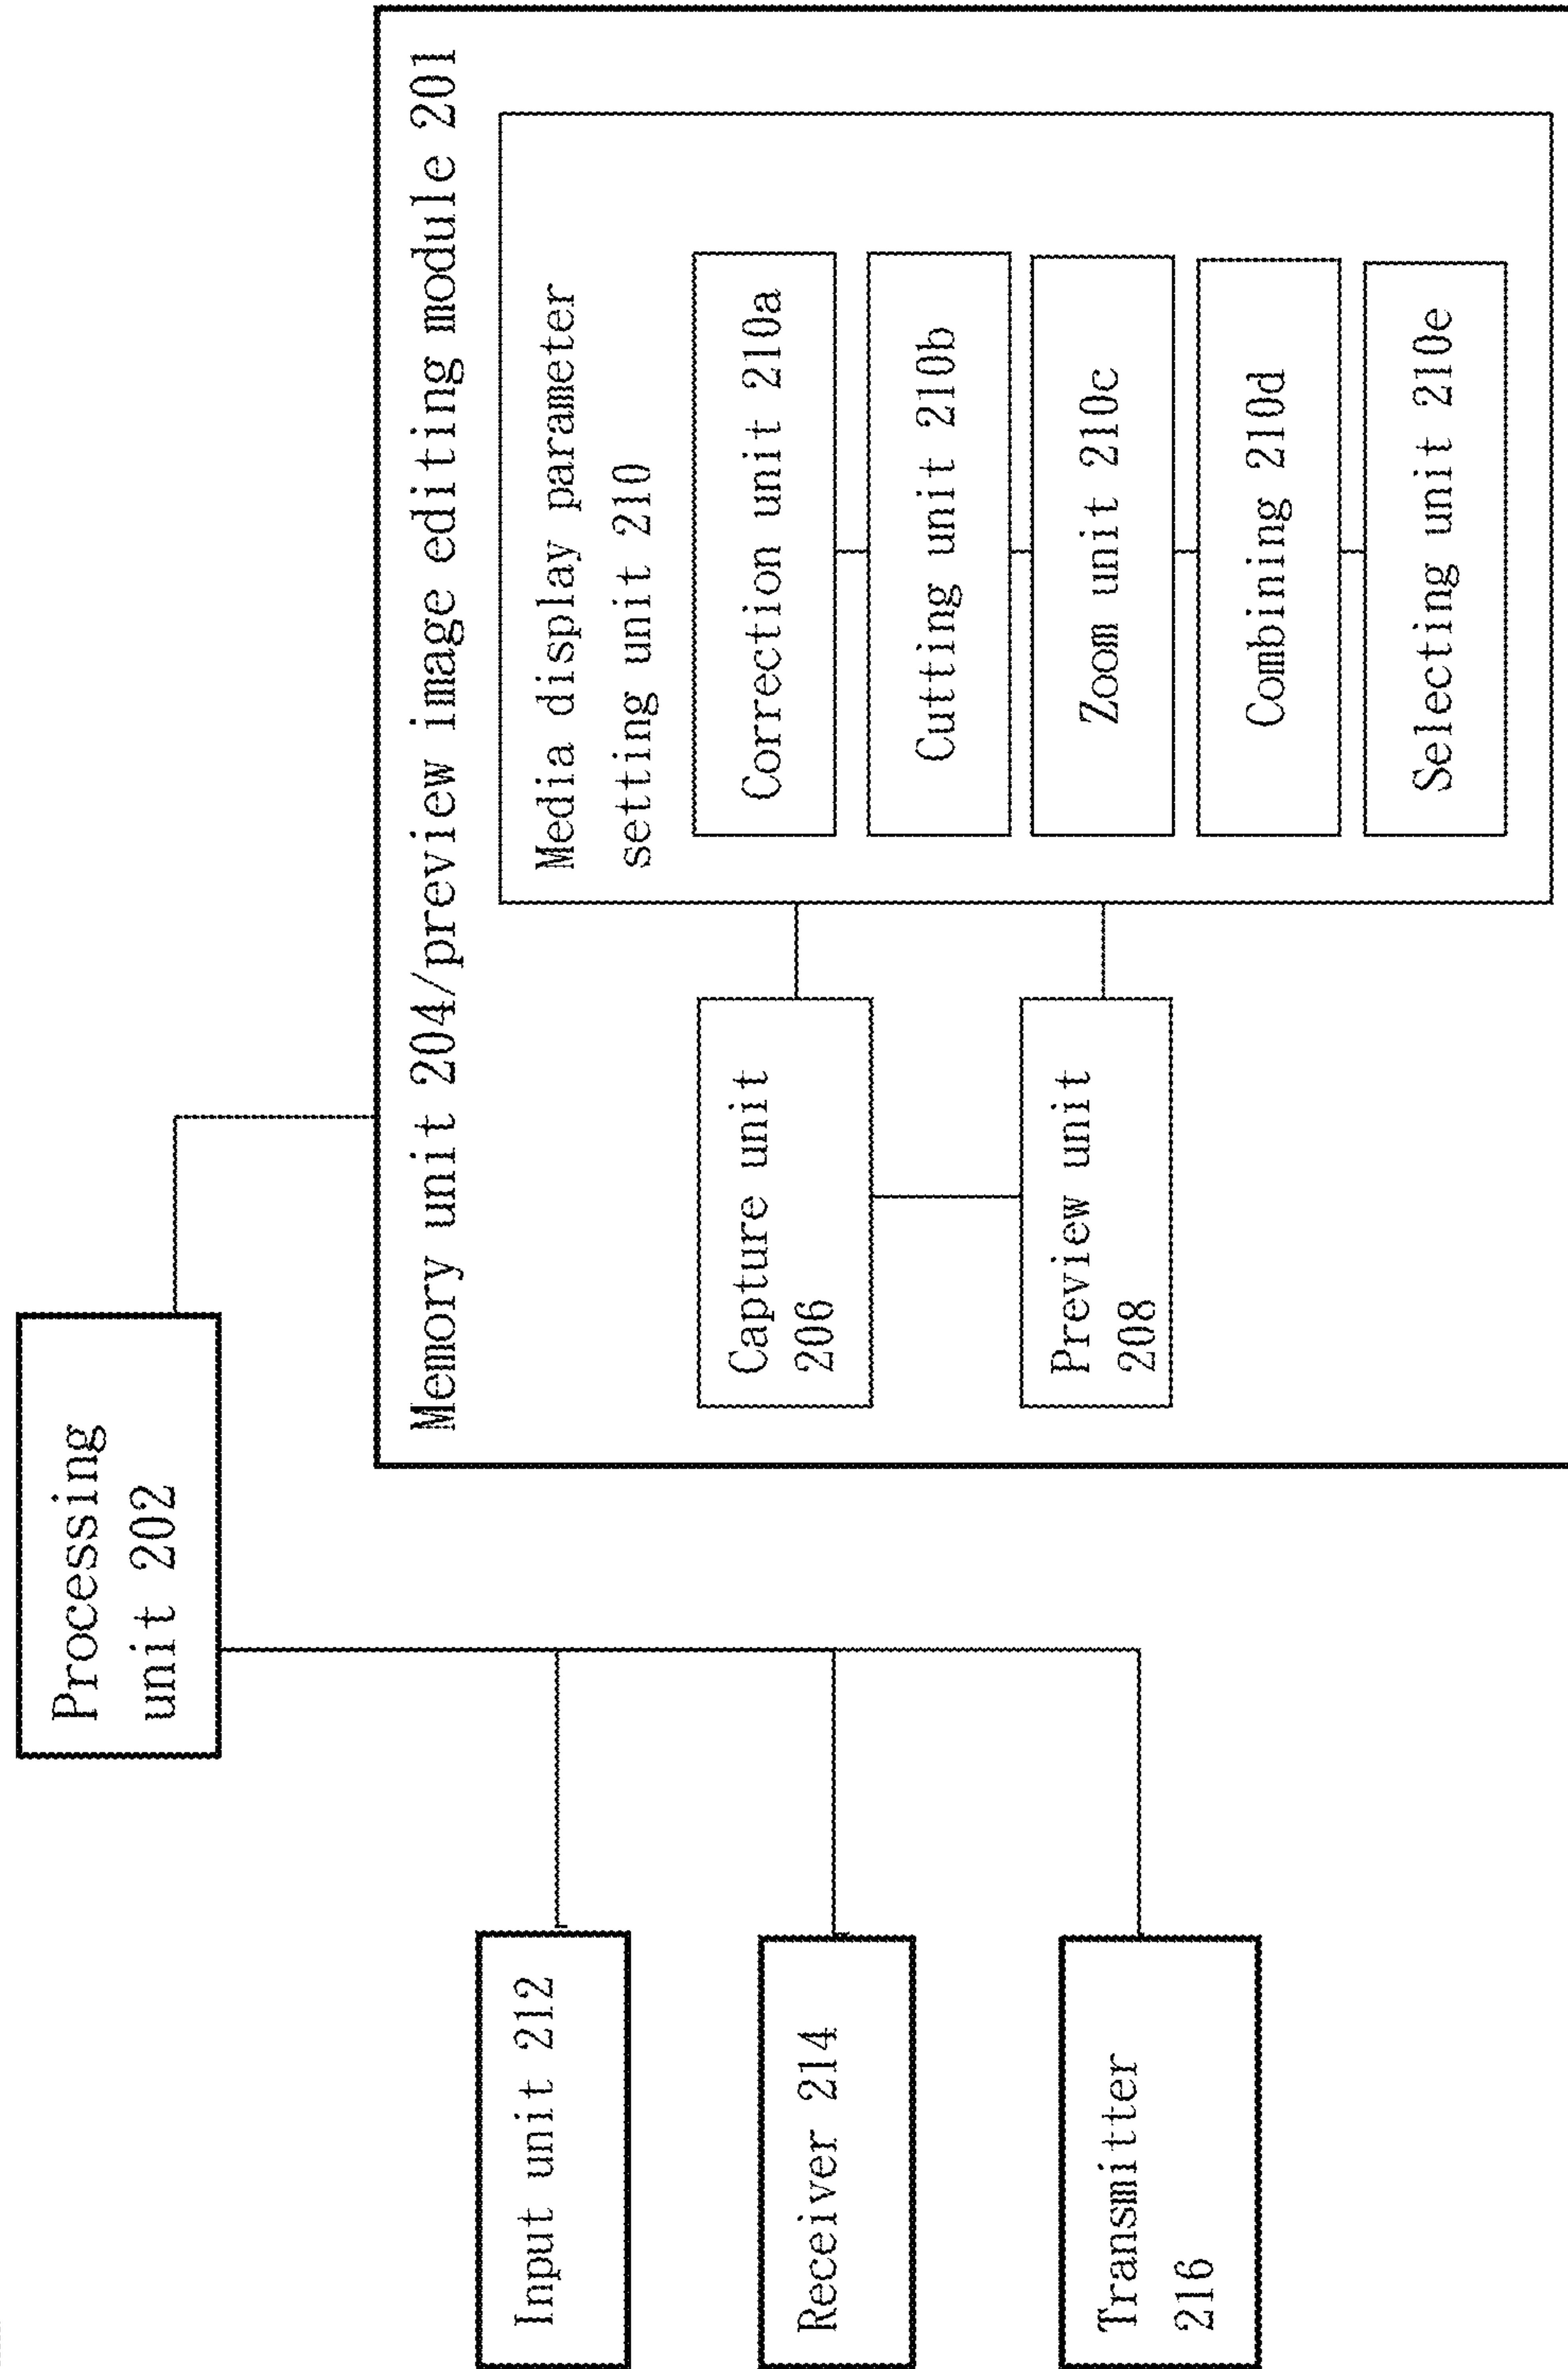 Processing
unit 202
Input unit 212
Receiver 214
Transmitter
216
Memory unit 204/preview image editing module 201
Capture unit
206
Preview unit
208
Media display parameter
setting unit 210
Correction unit 210a
Cutting unit 210b
Zoom unit 210c
Combining 210d
Selecting unit 210e